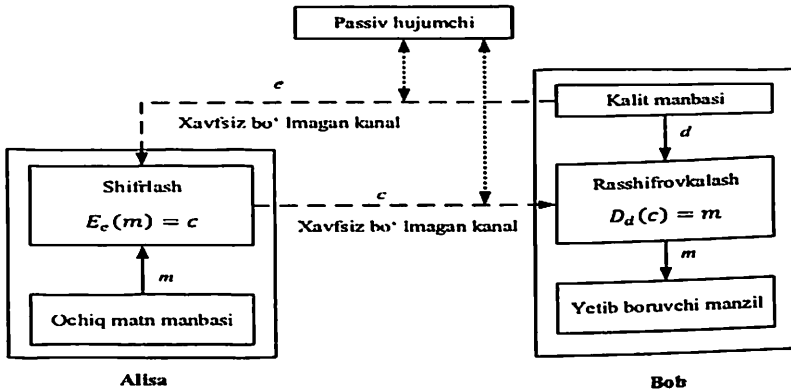 Passiv hujumchi
e
Kalit manbasi
Xavfsiz bo‘lmagan kanal
d
Shifrlash
E_e(m) = c
c
Rasshifrovkalash
D_d(c) = m
Xavfsiz bo‘lmagan kanal
m
m
Ochiq matn manbasi
Yetib boruvchi manzil
Alisa
Bob